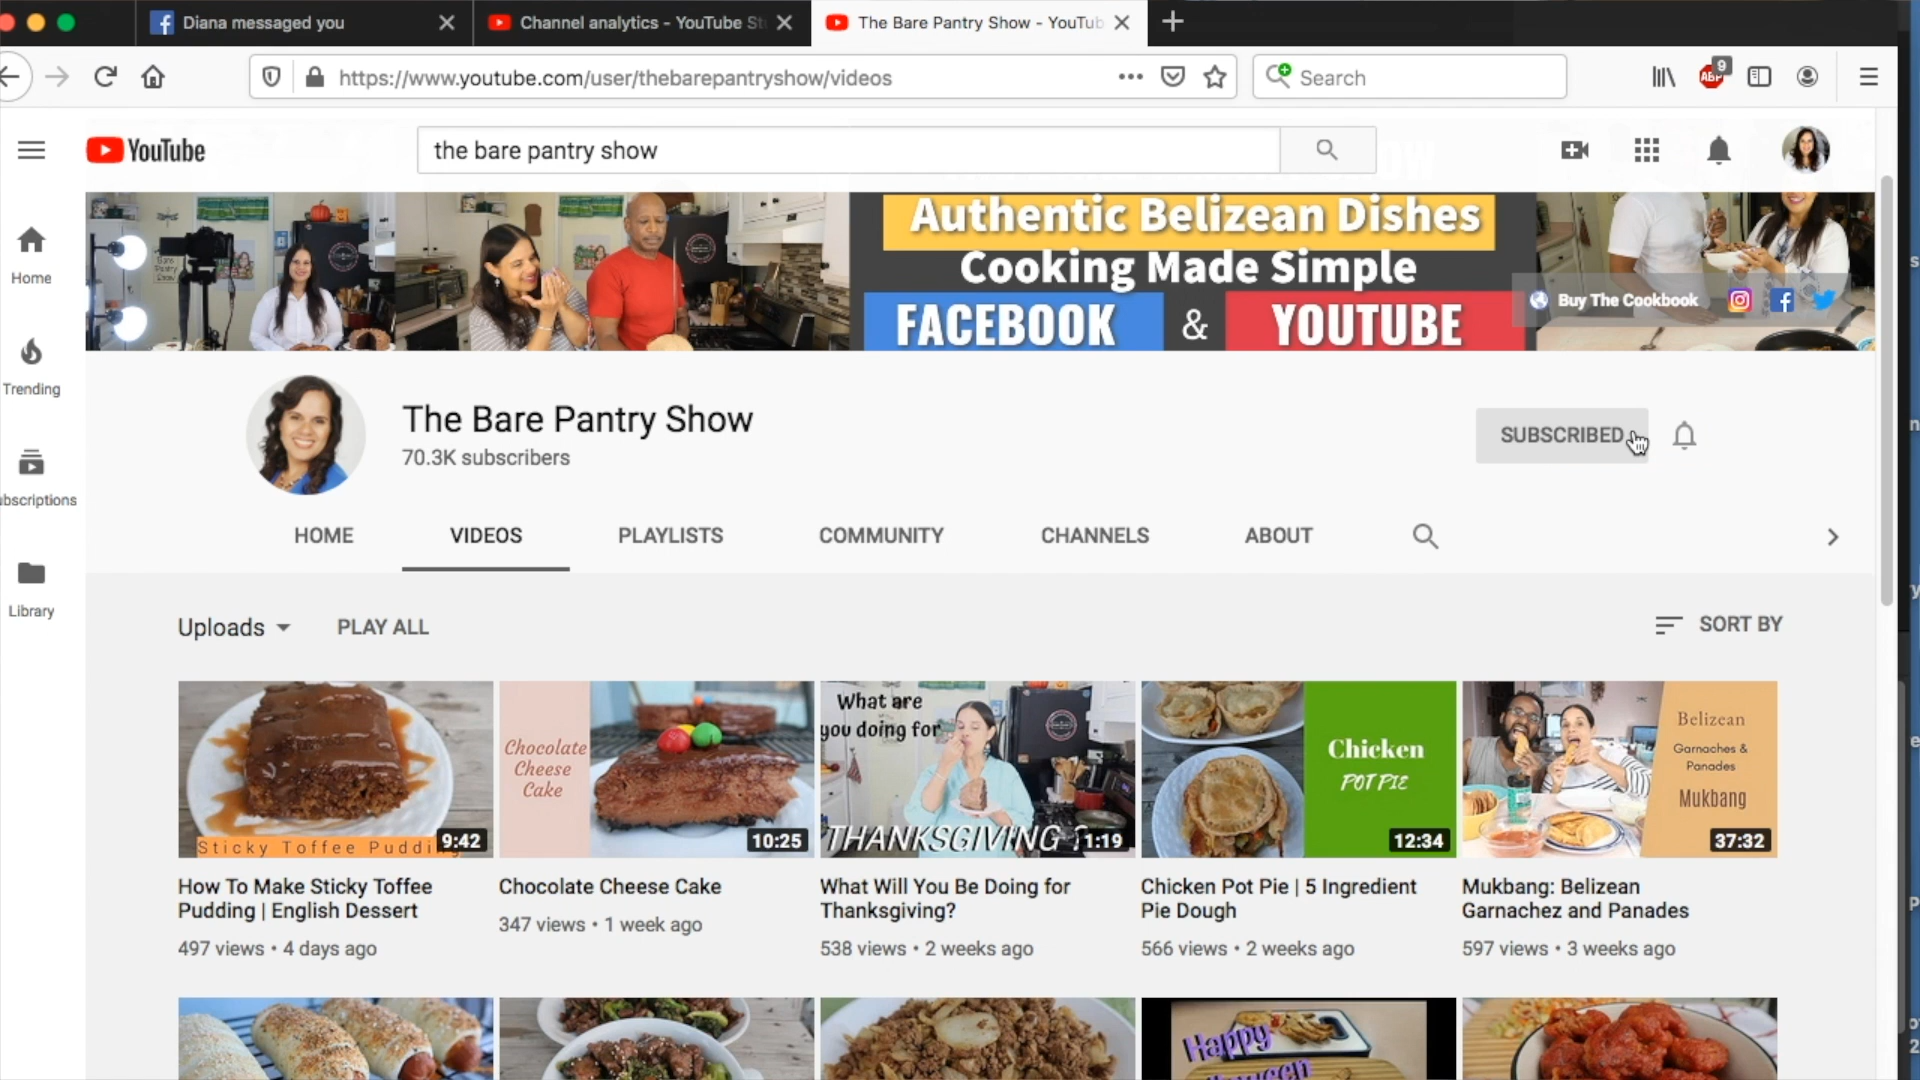 Diana messaged you
Channel analytics - YouTube St
The Bare Pantry Show - YouTub
https://www.youtube.com/user/thebarepantryshow/videos
Search
ABP
9
YouTube
the bare pantry show
Authentic Belizean Dishes
Cooking Made Simple
FACEBOOK & YOUTUBE
Buy The Cookbook
Home
Trending
ubscriptions
Library
The Bare Pantry Show
70.3K subscribers
SUBSCRIBED
HOME
VIDEOS
PLAYLISTS
COMMUNITY
CHANNELS
ABOUT
Uploads
PLAY ALL
SORT BY
Sticky Toffee Puddi
9:42
Chocolate
Cheese
Cake
10:25
What are
you doing for
THANKSGIVING ?
1:19
Chicken
POT PIE
12:34
Belizean
Garnaches &
Panades
Mukbang
37:32
How To Make Sticky Toffee
Pudding | English Dessert
497 views • 4 days ago
Chocolate Cheese Cake
347 views • 1 week ago
What Will You Be Doing for
Thanksgiving?
538 views • 2 weeks ago
Chicken Pot Pie | 5 Ingredient
Pie Dough
566 views • 2 weeks ago
Mukbang: Belizean
Garnachez and Panades
597 views • 3 weeks ago
Happy